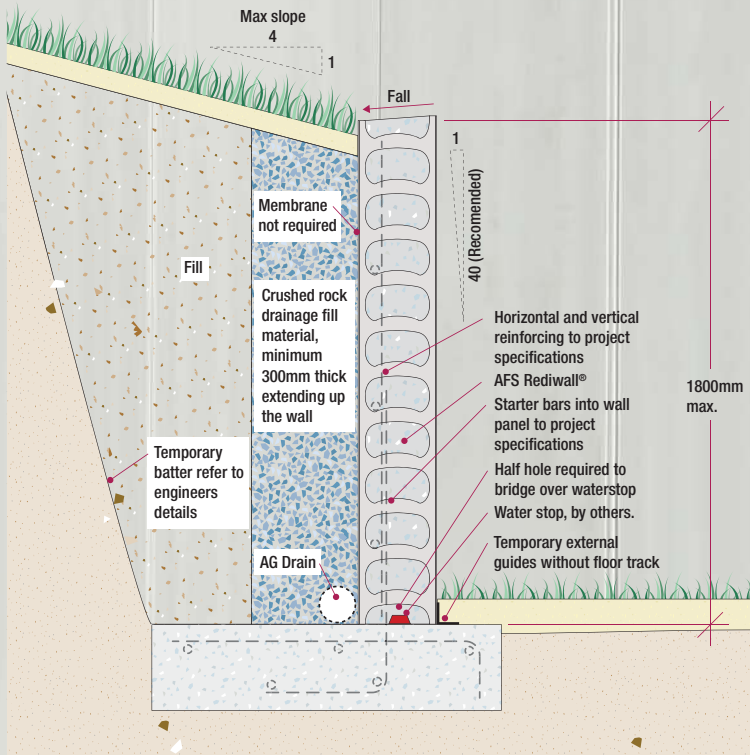 Max slope
4
1
Fall
1
40 (Recomended)
Membrane
not required
Fill
Crushed rock
drainage fill
material,
minimum
300mm thick
extending up
the wall
Horizontal and vertical
reinforcing to project
specifications
AFS Rediwall®
Starter bars into wall
panel to project
specifications
Half hole required to
bridge over waterstop
Water stop, by others.
Temporary external
guides without floor track
1800mm
max.
Temporary
batter refer to
engineers
details
AG Drain